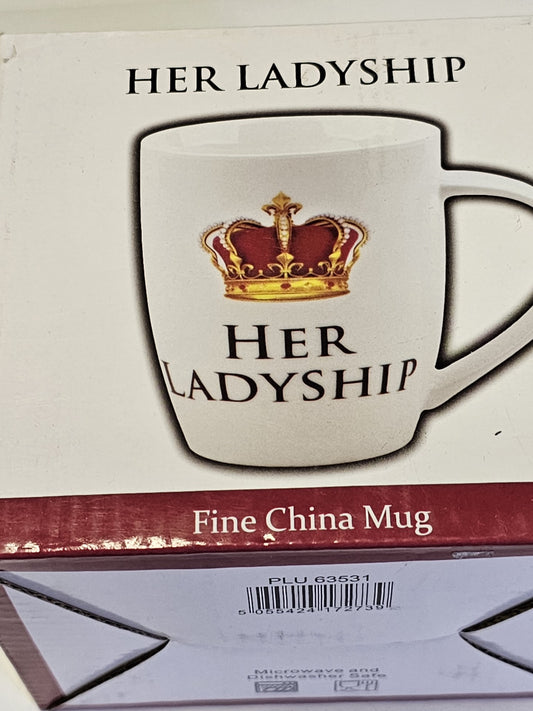 HER LADYSHIP
HER
LADYSHIP
Fine China Mug
PLU 63531
5 055424 172739
Microwave and
Dishwasher Safe